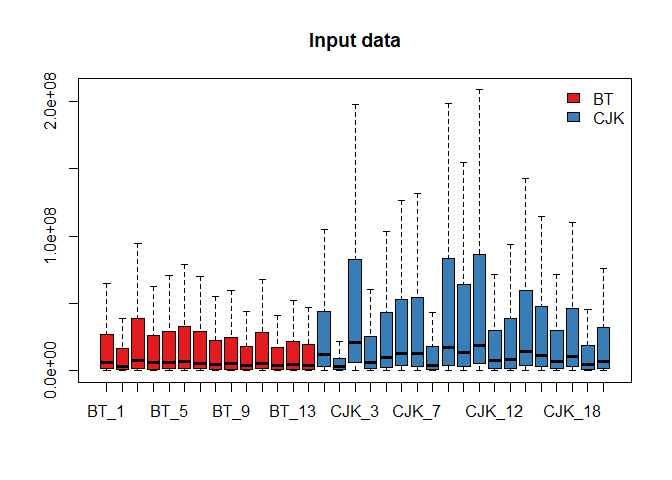 Input data
2.0e+08
1.0e+08
0.0e+00
BT
CJK
BT_1 BT_5 BT_9 BT_13 CJK_3 CJK_7 CJK_12 CJK_18